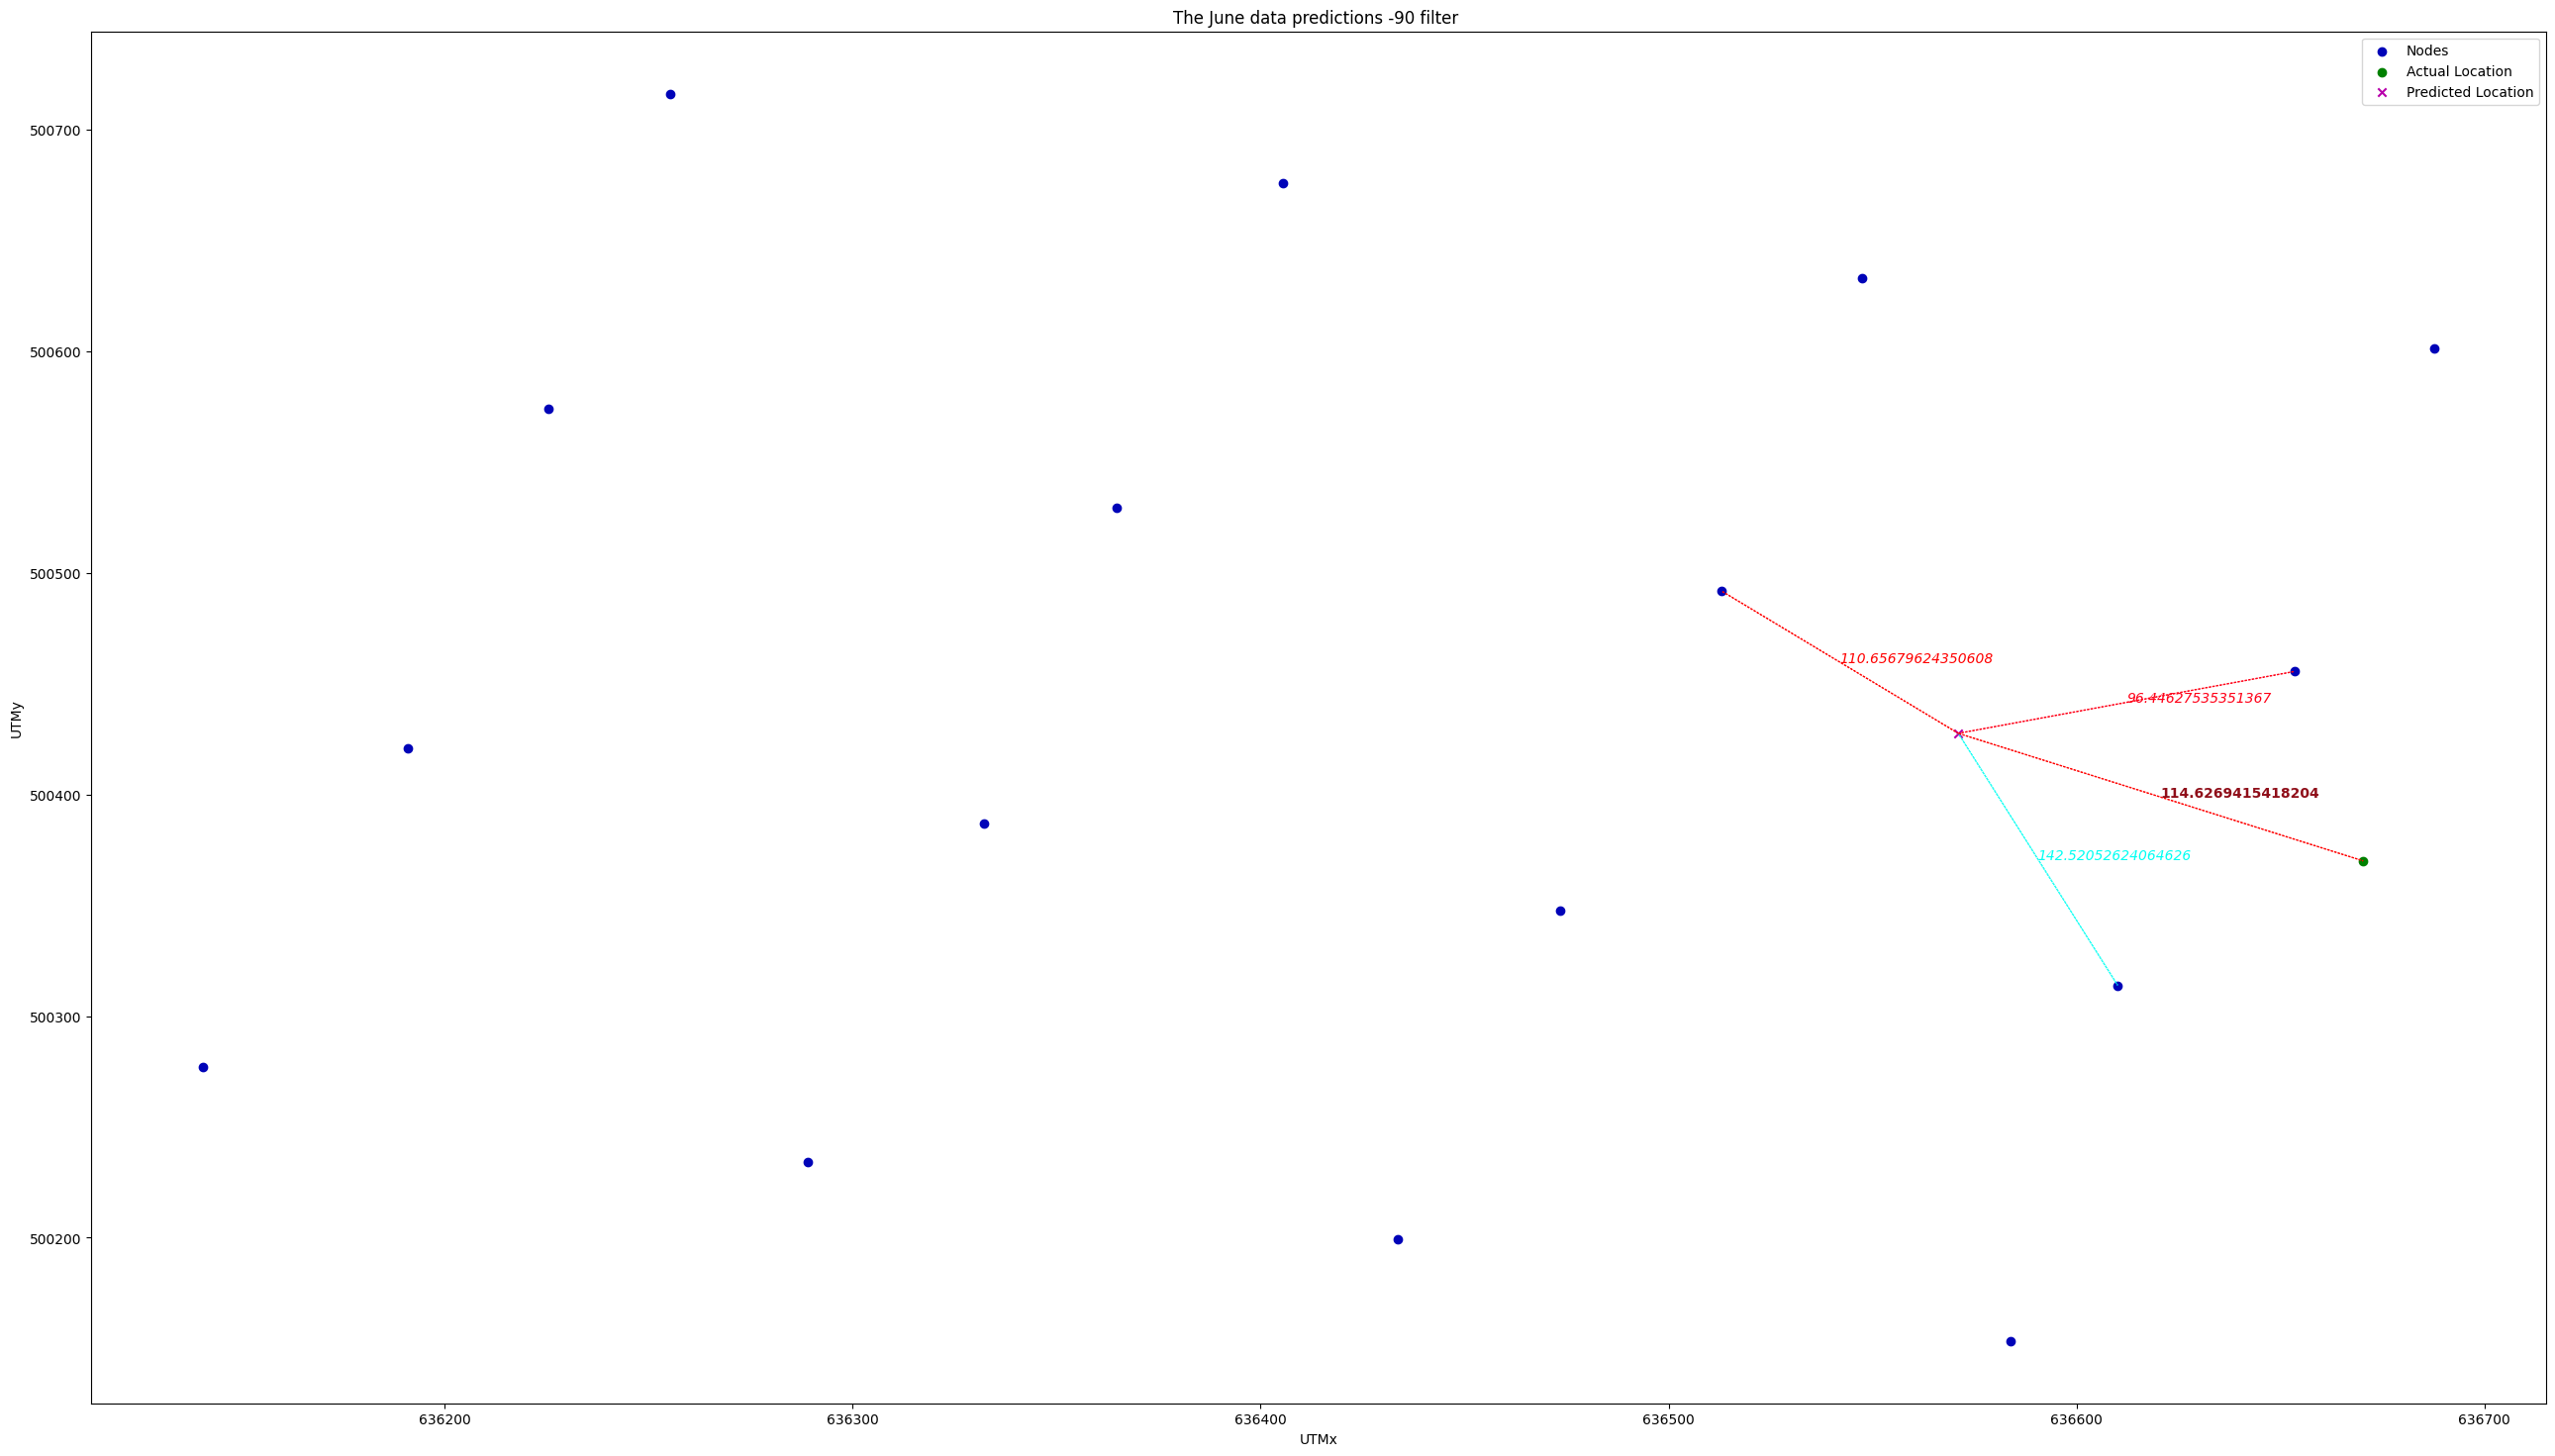 The June data predictions -90 filter
Nodes
Actual Location
Predicted Location
500700
500600
500500
500400
500300
500200
UTMy
110.65679624350608
96.44627535351367
114.6269415418204
142.52052624064626
636200
636300
636400
636500
636600
636700
UTMx